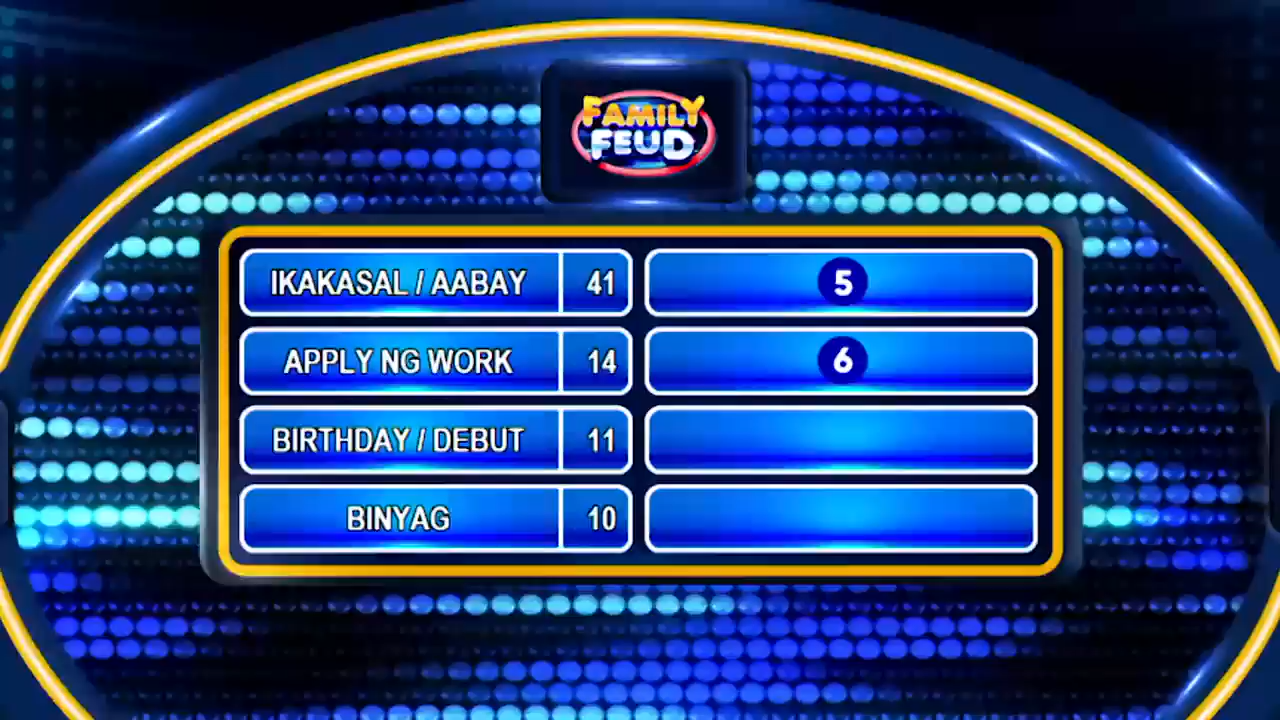 FAMILY
FEUD
IKAKASAL / AABAY 41
5
APPLY NG WORK 14
6
BIRTHDAY / DEBUT 11
BINYAG 10